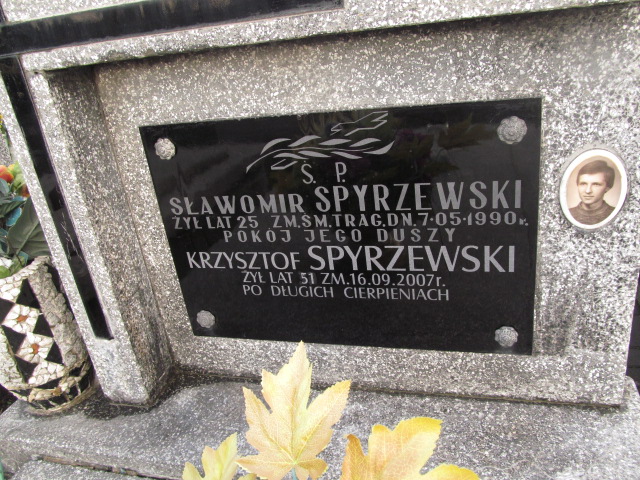 Ś. P.
SŁAWOMIR SPYRZEWSKI
ŻYŁ LAT 25 ZM.ŚM.TRAG.DN.7-05-1990r.
POKÓJ JEGO DUSZY
KRZYSZTOF SPYRZEWSKI
ŻYŁ LAT 51 ZM.16.09.2007r.
PO DŁUGICH CIERPIENIACH